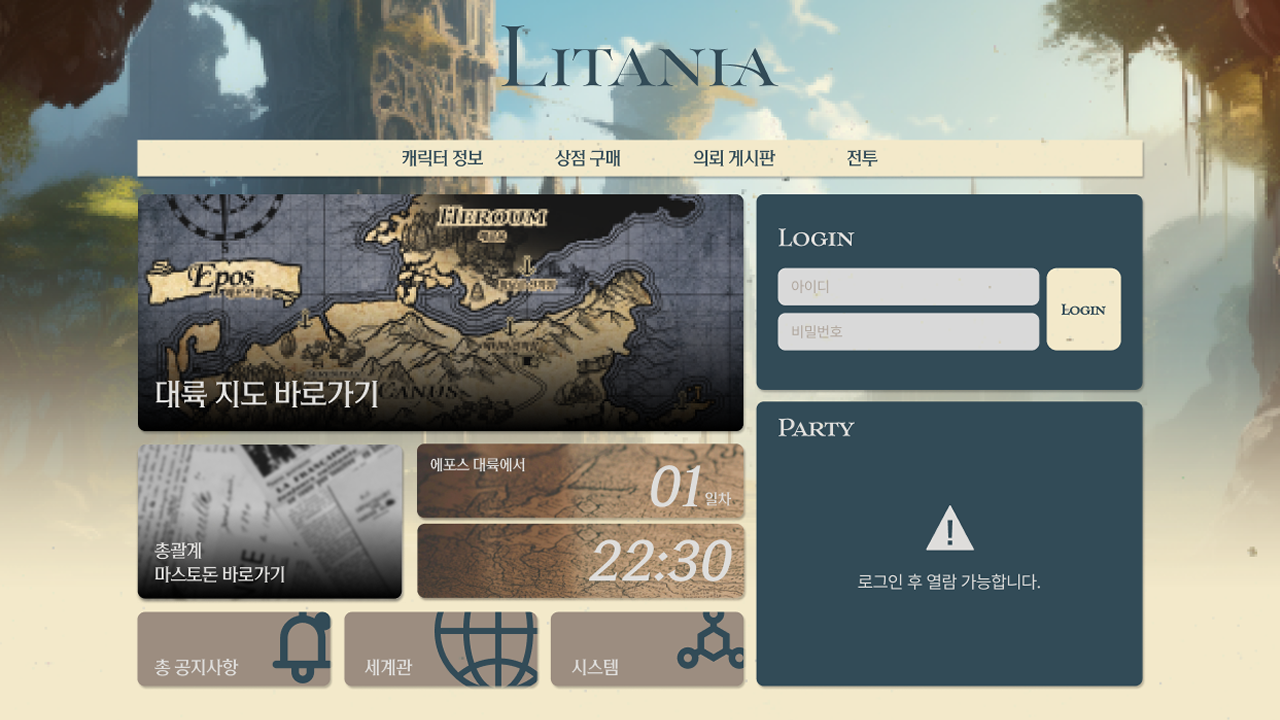 LITANIA
캐릭터 정보
상점 구매
의뢰 게시판
전투
HEROUM
Epos
S
CANUS
대륙 지도 바로가기
LOGIN
아이디
비밀번호
LOGIN
PARTY
로그인 후 열람 가능합니다.
LA FRANÇAISE
총괄계
마스토돈 바로가기
에포스 대륙에서
01 일차
22:30
총 공지사항
세계관
시스템